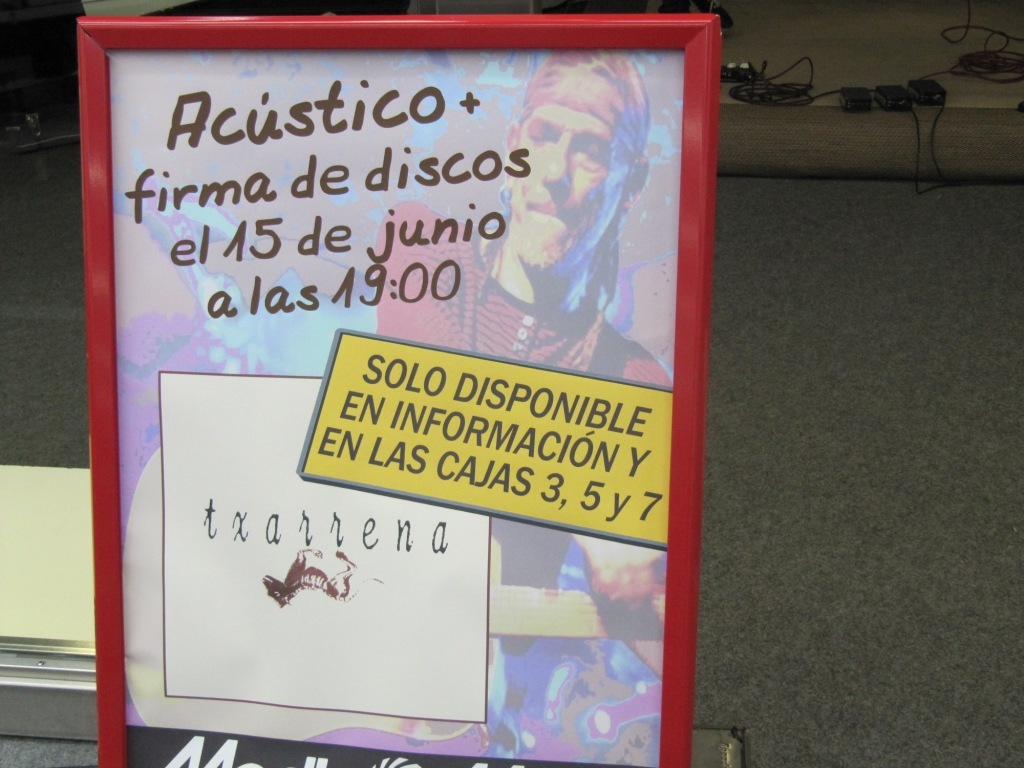 Acústico +
firma de discos
el 15 de junio
a las 19:00
SOLO DISPONIBLE
EN INFORMACIÓN Y
EN LAS CAJAS 3, 5 y 7
txarrena